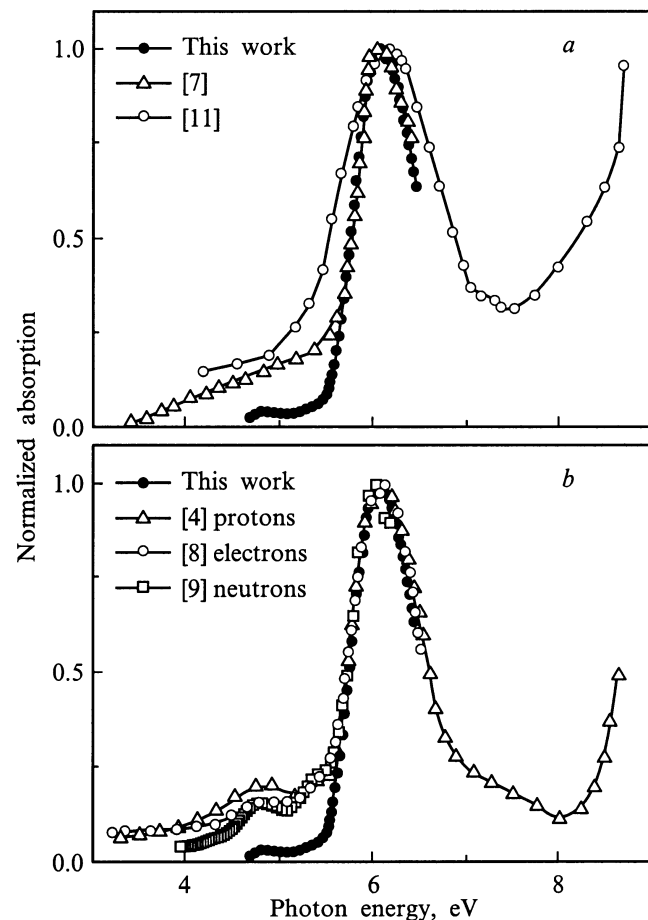 a
This work
[7]
[11]
1.0
0.5
0.0
b
This work
[4] protons
[8] electrons
[9] neutrons
1.0
0.5
0.0
4 6 8
Photon energy, eV
Normalized absorption